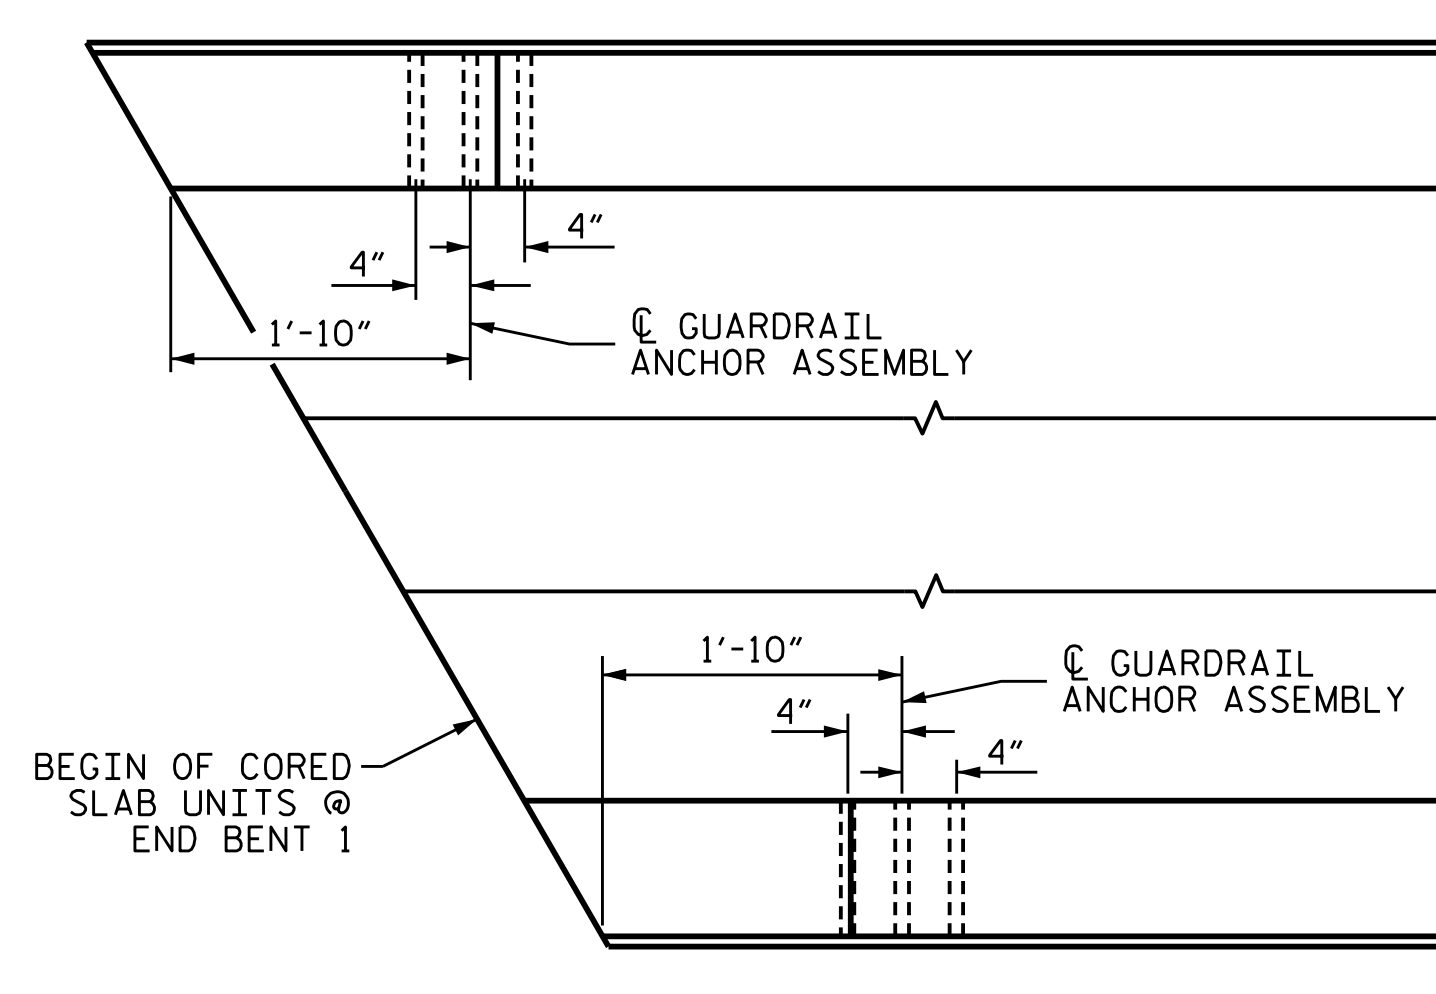 4"
4"
1'-10"
℄ GUARDRAIL
ANCHOR ASSEMBLY
1'-10"
℄ GUARDRAIL
ANCHOR ASSEMBLY
4"
4"
BEGIN OF CORED
SLAB UNITS @
END BENT 1